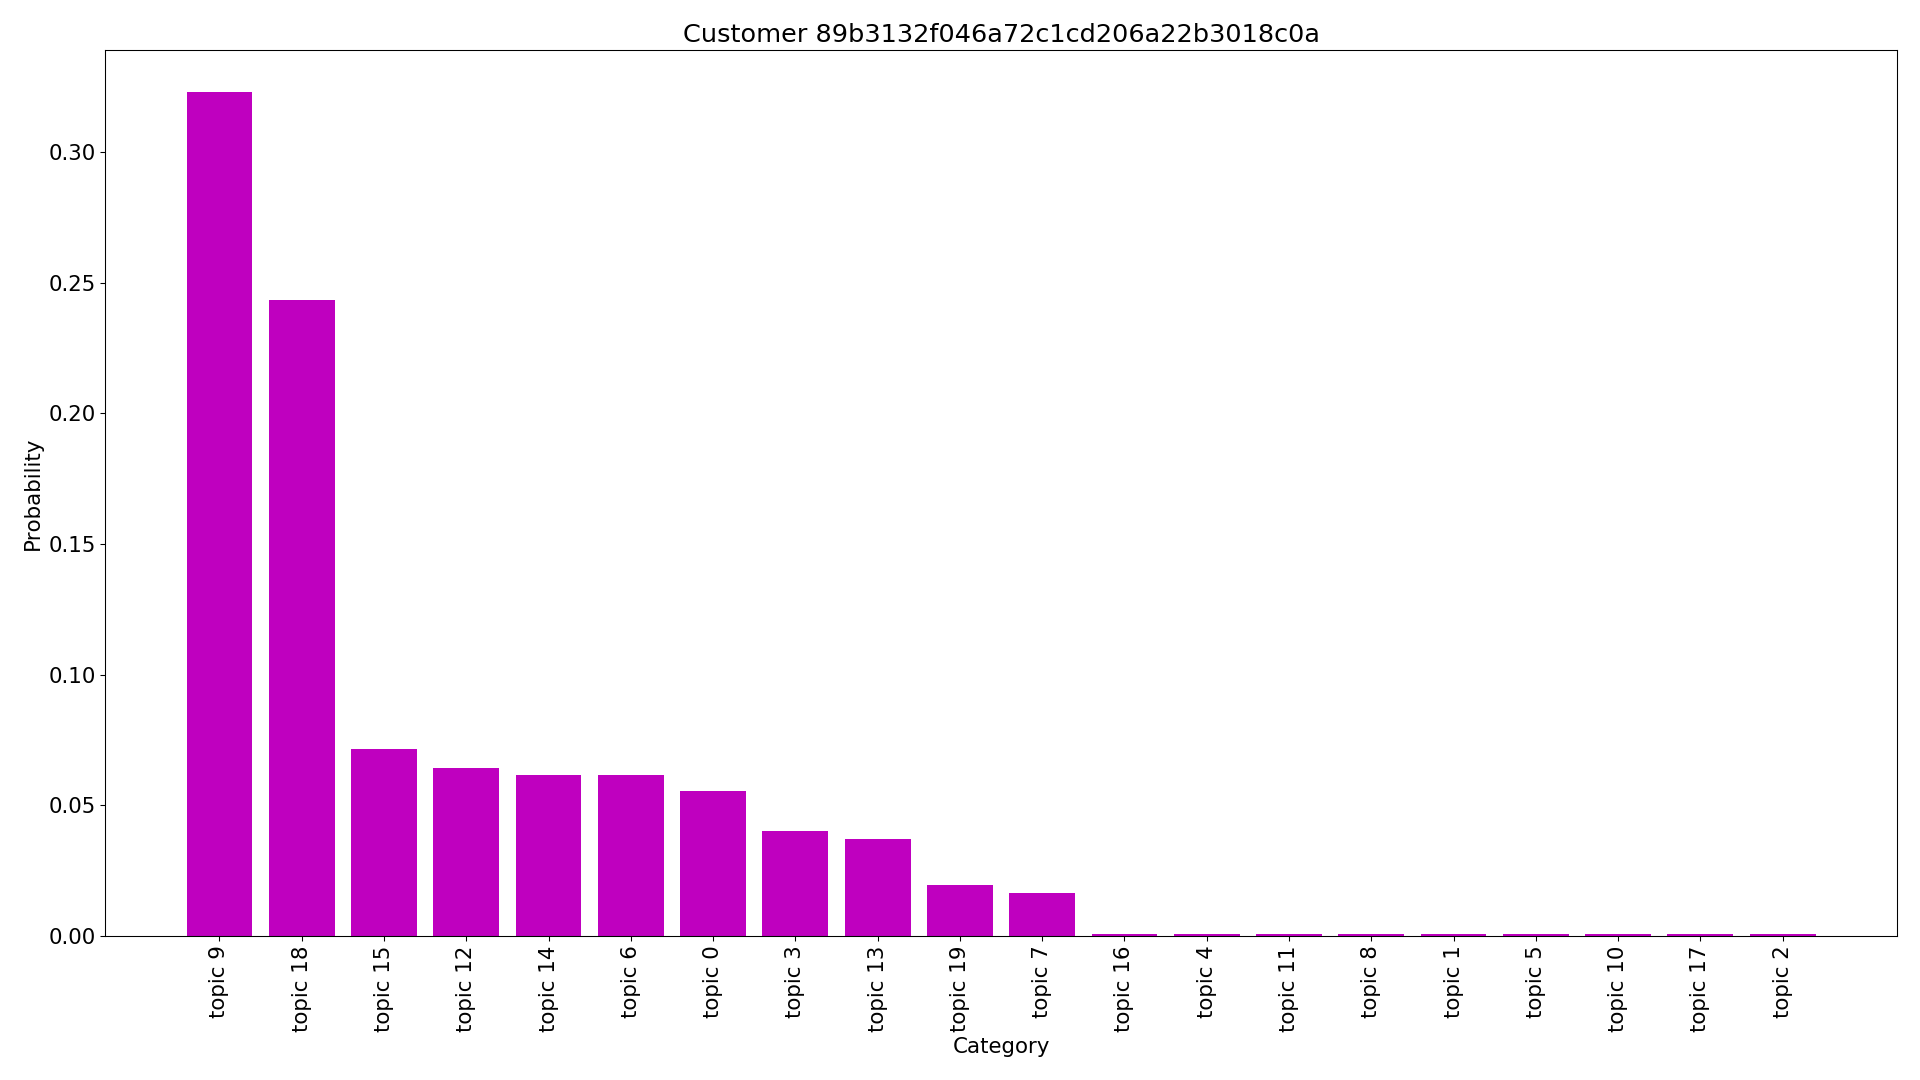 Customer 89b3132f046a72c1cd206a22b3018c0a
Probability
0.30
0.25
0.20
0.15
0.10
0.05
0.00
topic 9
topic 18
topic 15
topic 12
topic 14
topic 6
topic 0
topic 3
topic 13
topic 19
topic 7
topic 16
topic 4
topic 11
topic 8
topic 1
topic 5
topic 10
topic 17
topic 2
Category